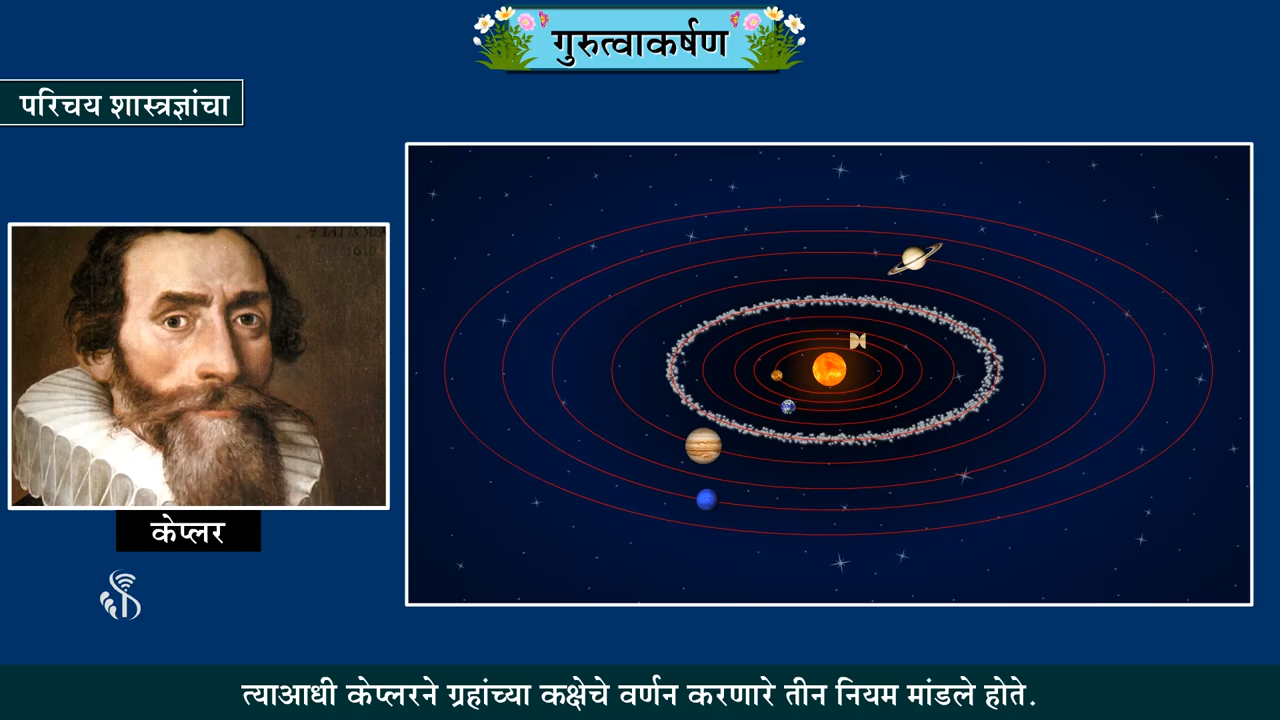 गुरुत्वाकर्षण
परिचय शास्त्रज्ञांचा
केप्लर
त्याआधी केप्लरने ग्रहांच्या कक्षेचे वर्णन करणारे तीन नियम मांडले होते.